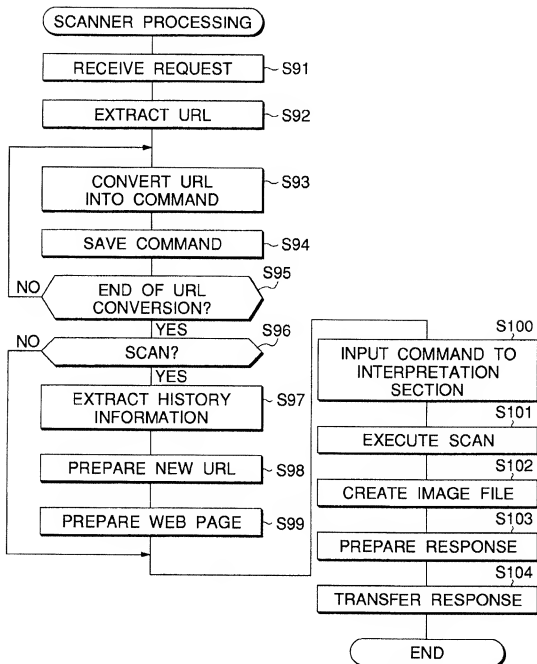 SCANNER PROCESSING
RECEIVE REQUEST
S91
EXTRACT URL
S92
CONVERT URL
INTO COMMAND
S93
SAVE COMMAND
S94
S95
NO
END OF URL
CONVERSION?
YES
S96
NO
SCAN?
YES
EXTRACT HISTORY
INFORMATION
S97
PREPARE NEW URL
S98
PREPARE WEB PAGE
S99
S100
INPUT COMMAND TO
INTERPRETATION
SECTION
S101
EXECUTE SCAN
S102
CREATE IMAGE FILE
S103
PREPARE RESPONSE
S104
TRANSFER RESPONSE
END